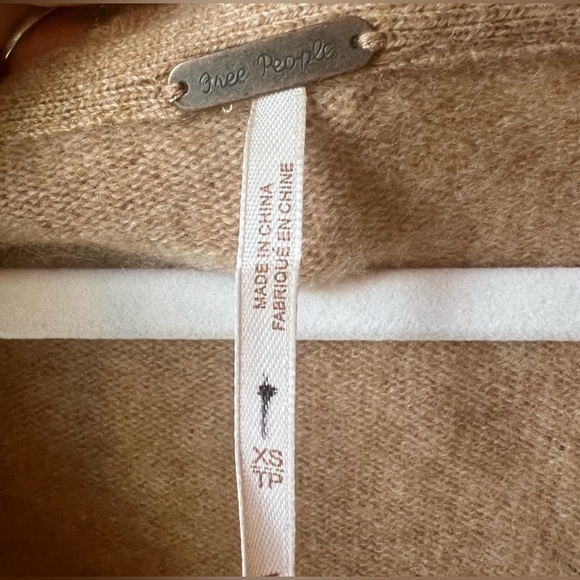 Free People
MADE IN CHINA
FABRIQUÉ EN CHINE
XS
TP